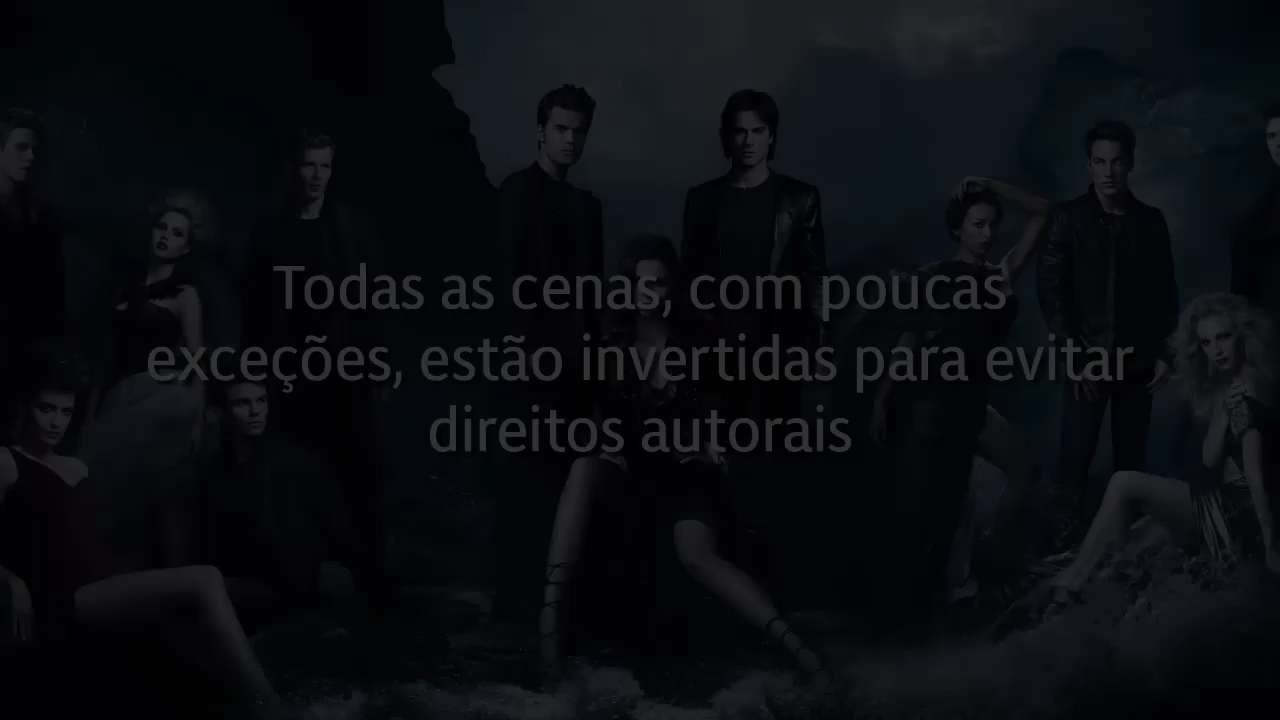 Todas as cenas, com poucas
exceções, estão invertidas para evitar
direitos autorais